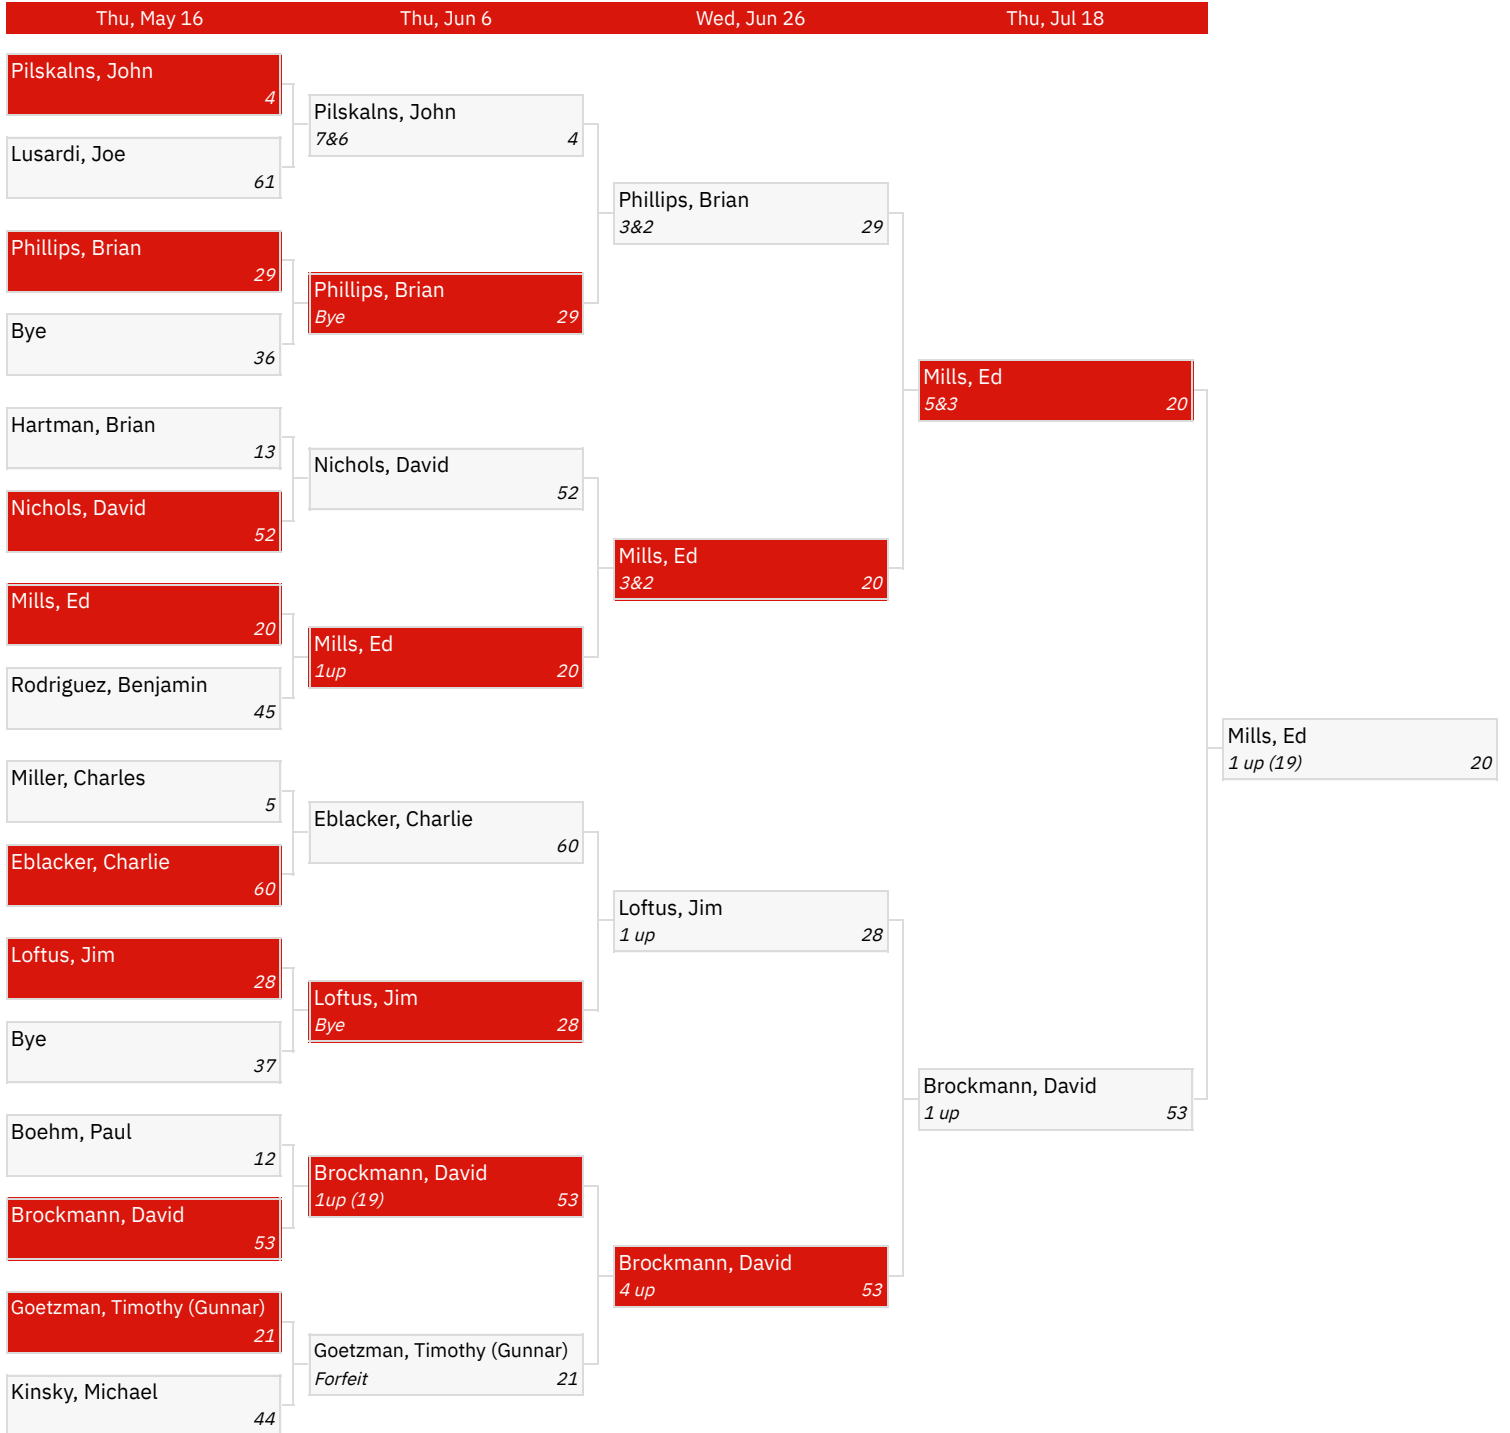 Thu, May 16
Thu, Jun 6
Wed, Jun 26
Thu, Jul 18
Pilskalns, John
4
Lusardi, Joe
61
Phillips, Brian
29
Bye
36
Hartman, Brian
13
Nichols, David
52
Mills, Ed
20
Rodriguez, Benjamin
45
Miller, Charles
5
Eblacker, Charlie
60
Loftus, Jim
28
Bye
37
Boehm, Paul
12
Brockmann, David
53
Goetzman, Timothy (Gunnar)
21
Kinsky, Michael
44
Pilskalns, John
7&6 4
Phillips, Brian
Bye 29
Nichols, David
52
Mills, Ed
1up 20
Eblacker, Charlie
60
Loftus, Jim
Bye 28
Brockmann, David
1up (19) 53
Goetzman, Timothy (Gunnar)
Forfeit 21
Phillips, Brian
3&2 29
Mills, Ed
3&2 20
Loftus, Jim
1 up 28
Brockmann, David
4 up 53
Mills, Ed
5&3 20
Brockmann, David
1 up 53
Mills, Ed
1 up (19) 20